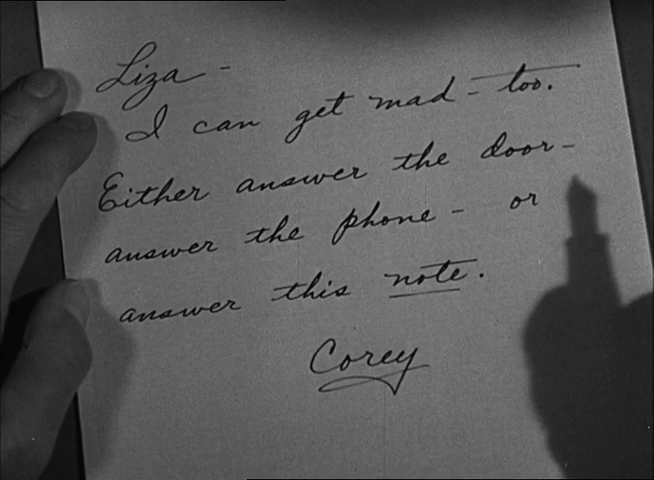 Liza -
I can get mad - too.
Either answer the door -
answer the phone - or
answer this note.
Corey